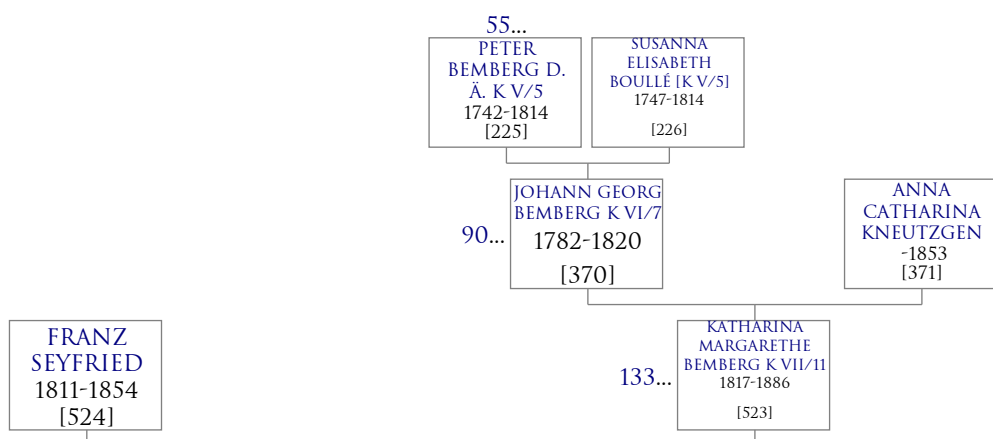 55...
PETER
BEMBERG D.
Ä. K V/5
1742-1814
[225]
SUSANNA
ELISABETH
BOULLÉ [K V/5]
1747-1814
[226]
90...
JOHANN GEORG
BEMBERG K VI/7
1782-1820
[370]
ANNA
CATHARINA
KNEUTZGEN
-1853
[371]
FRANZ
SEYFRIED
1811-1854
[524]
133...
KATHARINA
MARGARETHE
BEMBERG K VII/11
1817-1886
[523]